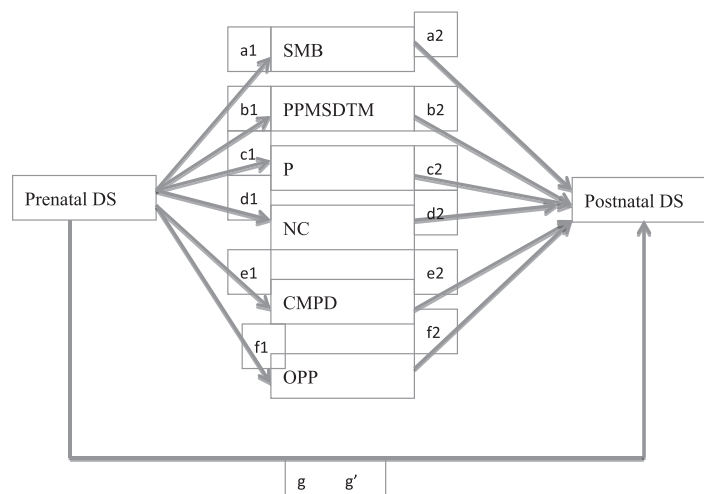 a1 SMB a2
b1 PPMSDTM b2
c1 P c2
Prenatal DS Postnatal DS
d1 NC d2
e1 CMPD e2
f1 OPP f2
g g'